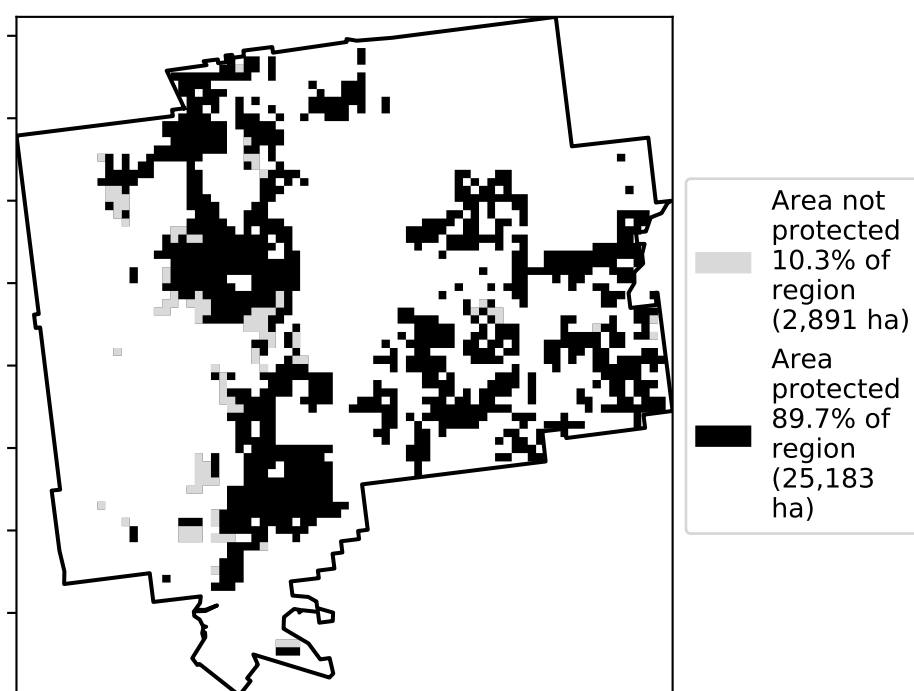 Area not
protected
10.3% of
region
(2,891 ha)
Area
protected
89.7% of
region
(25,183
ha)